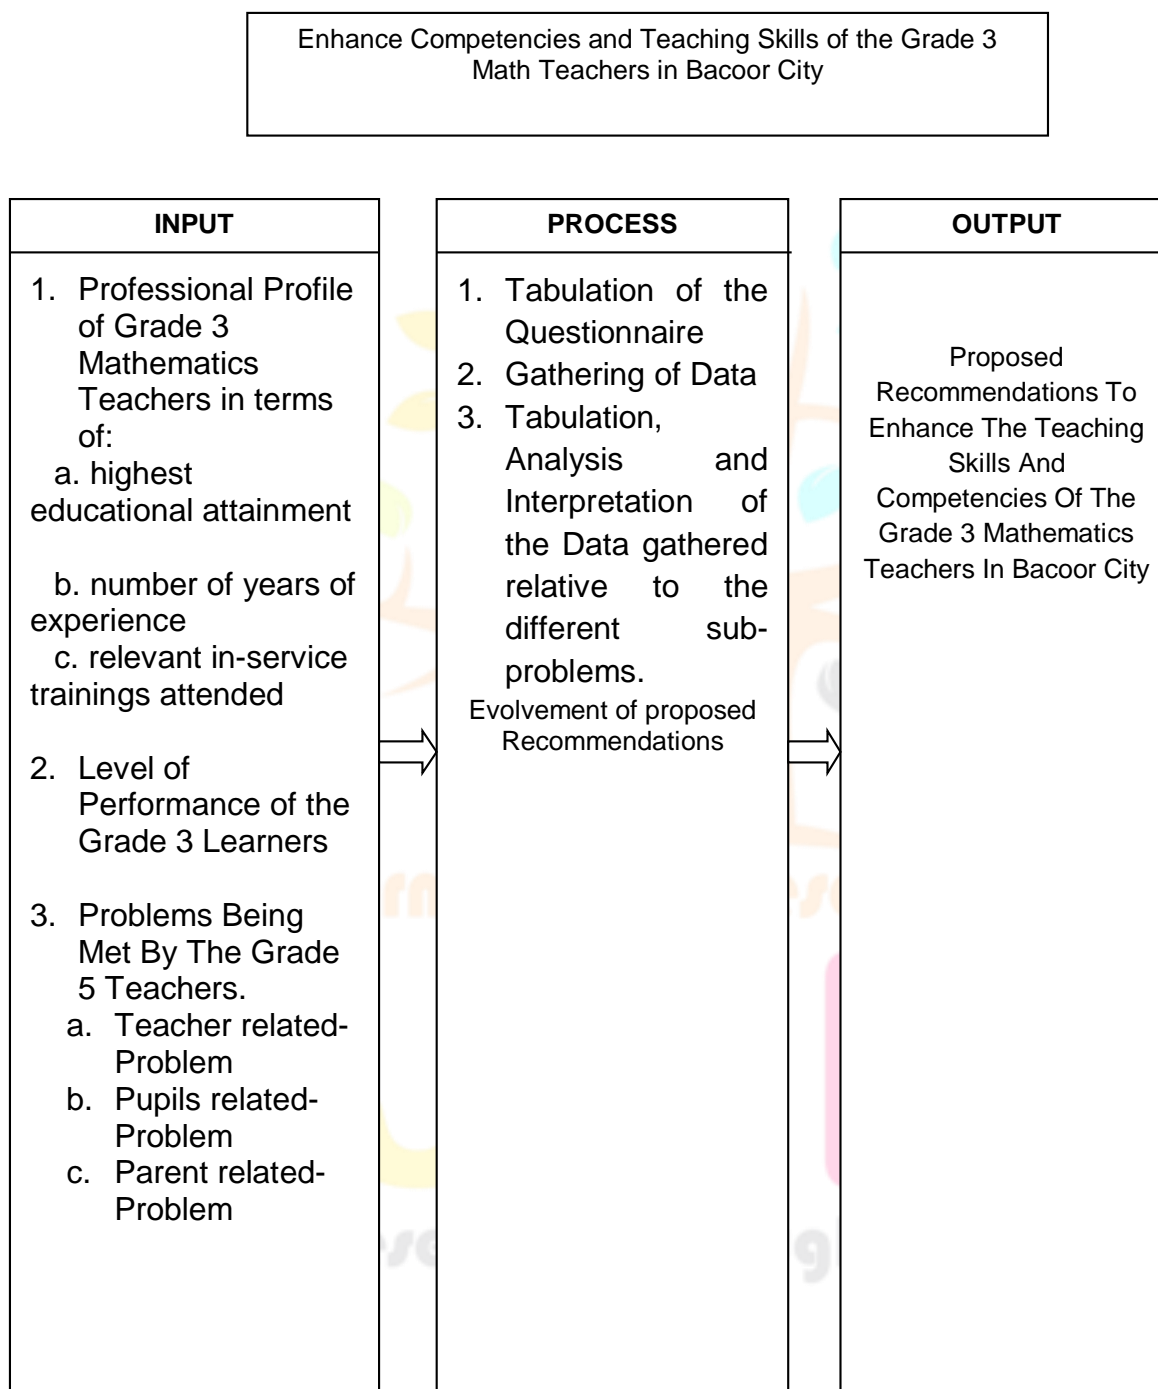 Enhance Competencies and Teaching Skills of the Grade 3
Math Teachers in Bacoor City
INPUT
1. Professional Profile
of Grade 3
Mathematics
Teachers in terms
of:
a. highest
educational attainment
b. number of years of
experience
c. relevant in-service
trainings attended
2. Level of
Performance of the
Grade 3 Learners
3. Problems Being
Met By The Grade
5 Teachers.
a. Teacher related-
Problem
b. Pupils related-
Problem
c. Parent related-
Problem
PROCESS
1. Tabulation of the
Questionnaire
2. Gathering of Data
3. Tabulation,
Analysis and
Interpretation of
the Data gathered
relative to the
different sub-
problems.
Evolvement of proposed
Recommendations
OUTPUT
Proposed
Recommendations To
Enhance The Teaching
Skills And
Competencies Of The
Grade 3 Mathematics
Teachers In Bacoor City